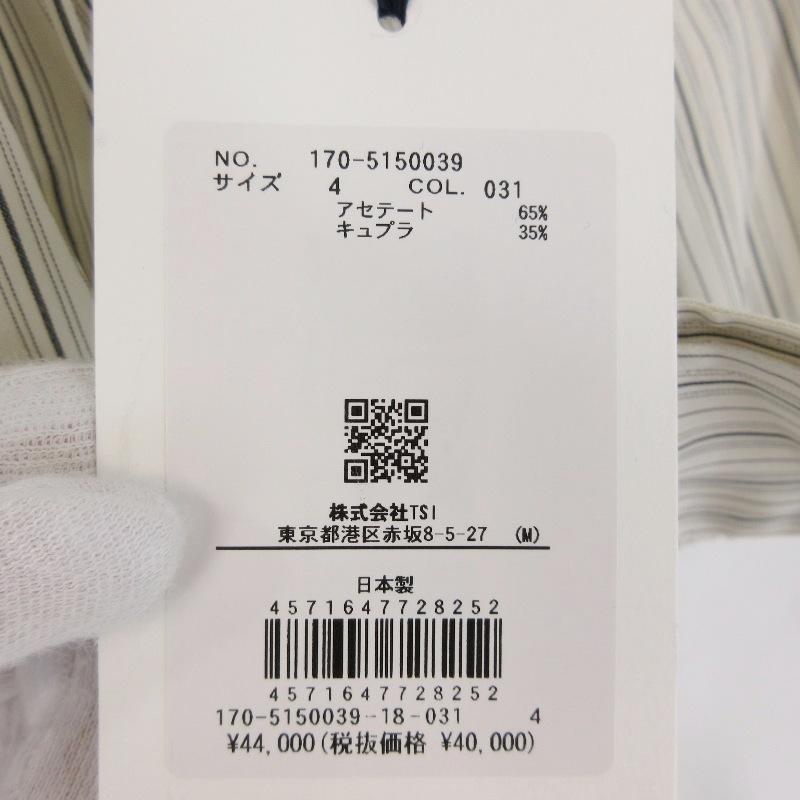 NO. 170-5150039
サイズ 4 COL. 031
アセテート 65%
キュプラ 35%
株式会社TSI
東京都港区赤坂8-5-27 (M)
日本製
4571647728252
4571647728252
170-5150039-18-031 4
¥44,000(税抜価格 ¥40,000)